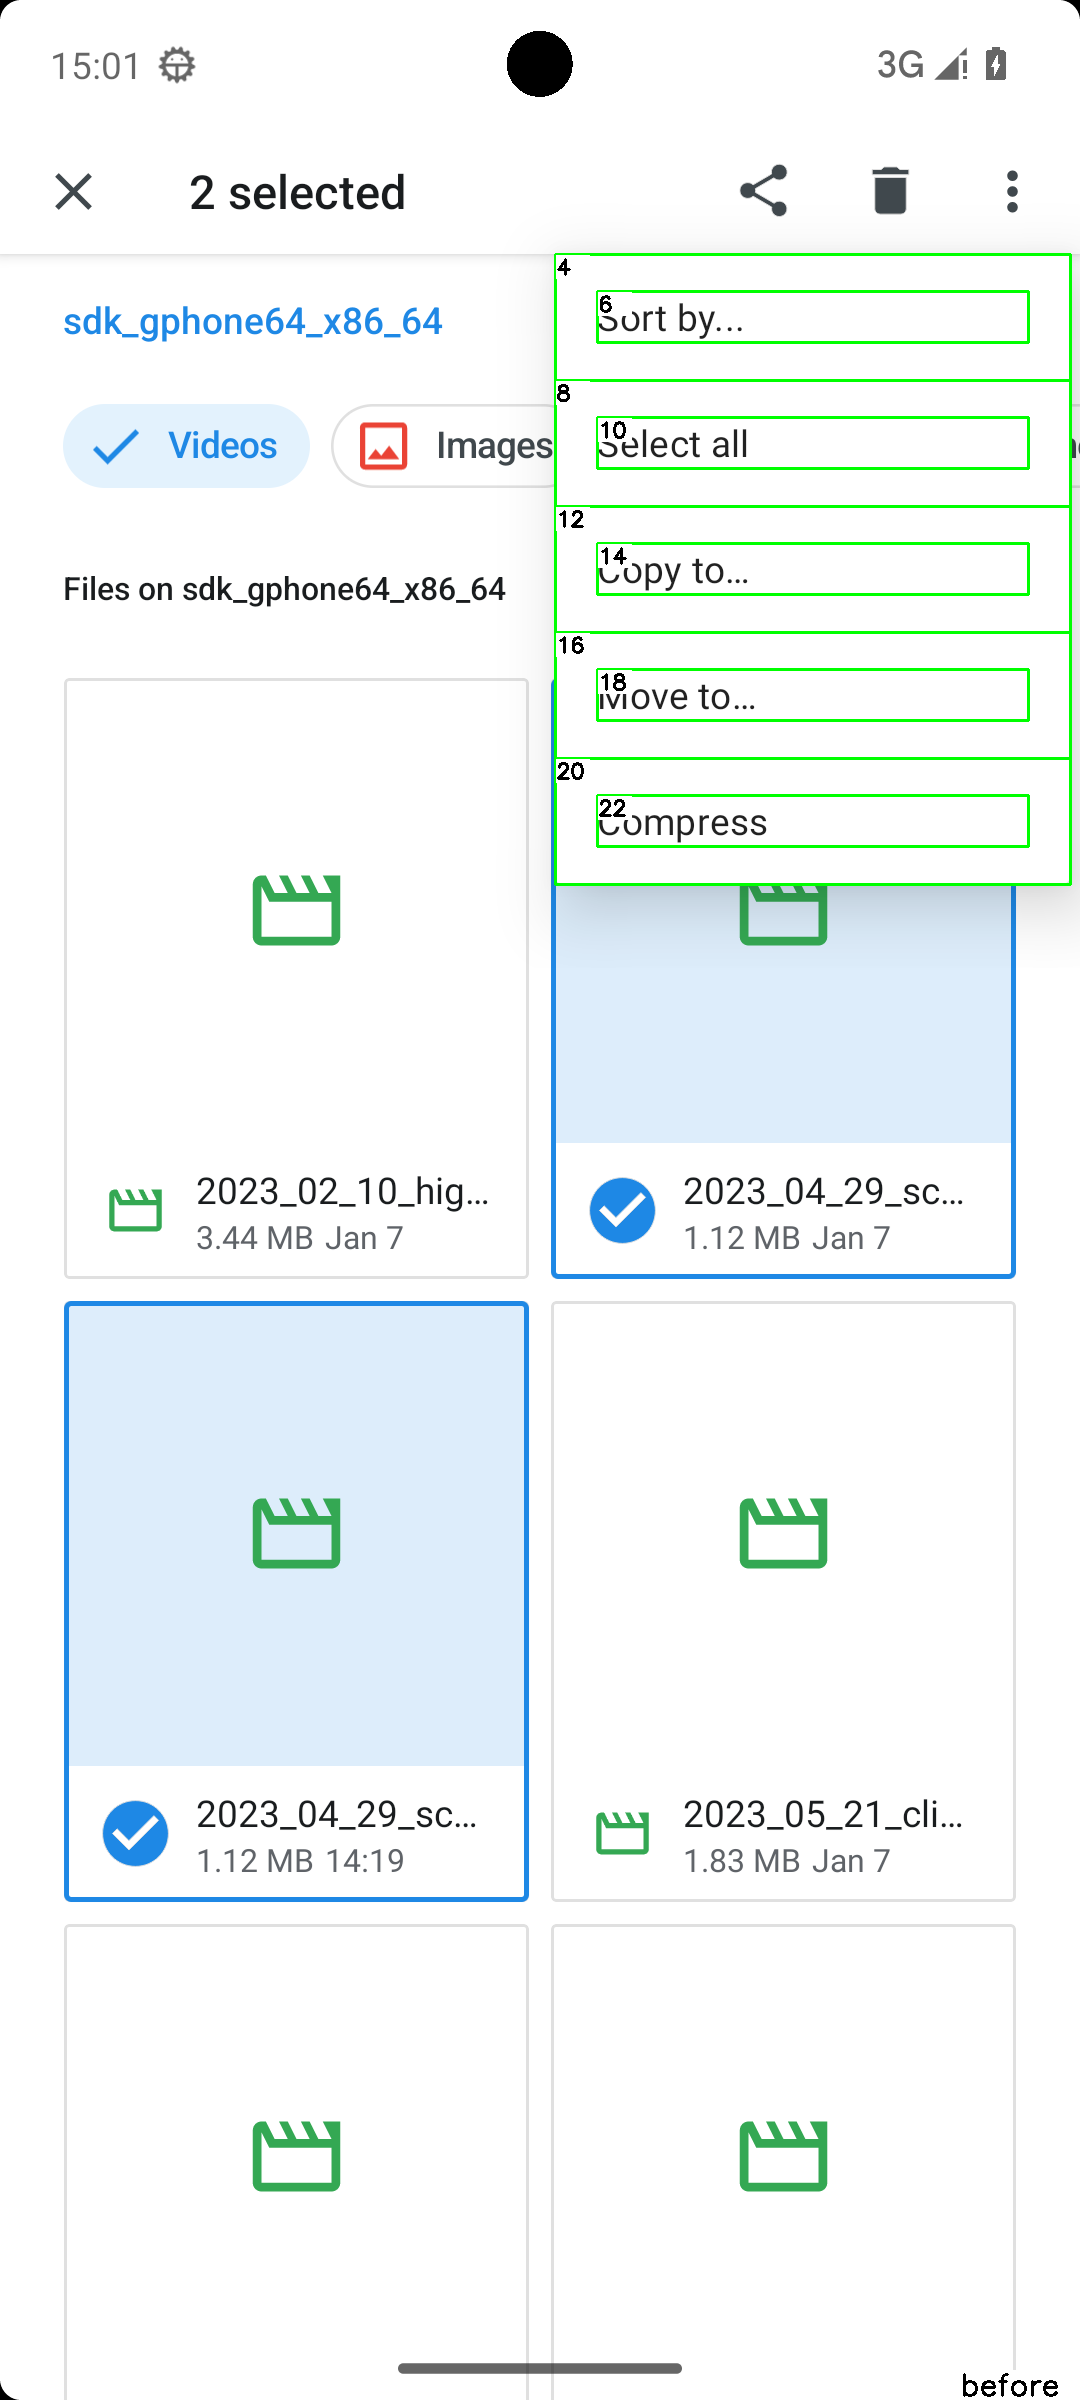 15:01
3G
2 selected
sdk_gphone64_x86_64
4
6
Sort by...
Videos
Images
8
10
Select all
12
14
Copy to...
Files on sdk_gphone64_x86_64
16
18
Move to...
20
22
Compress
2023_02_10_hig...
3.44 MB Jan 7
2023_04_29_sc...
1.12 MB Jan 7
2023_04_29_sc...
1.12 MB 14:19
2023_05_21_cli...
1.83 MB Jan 7
before